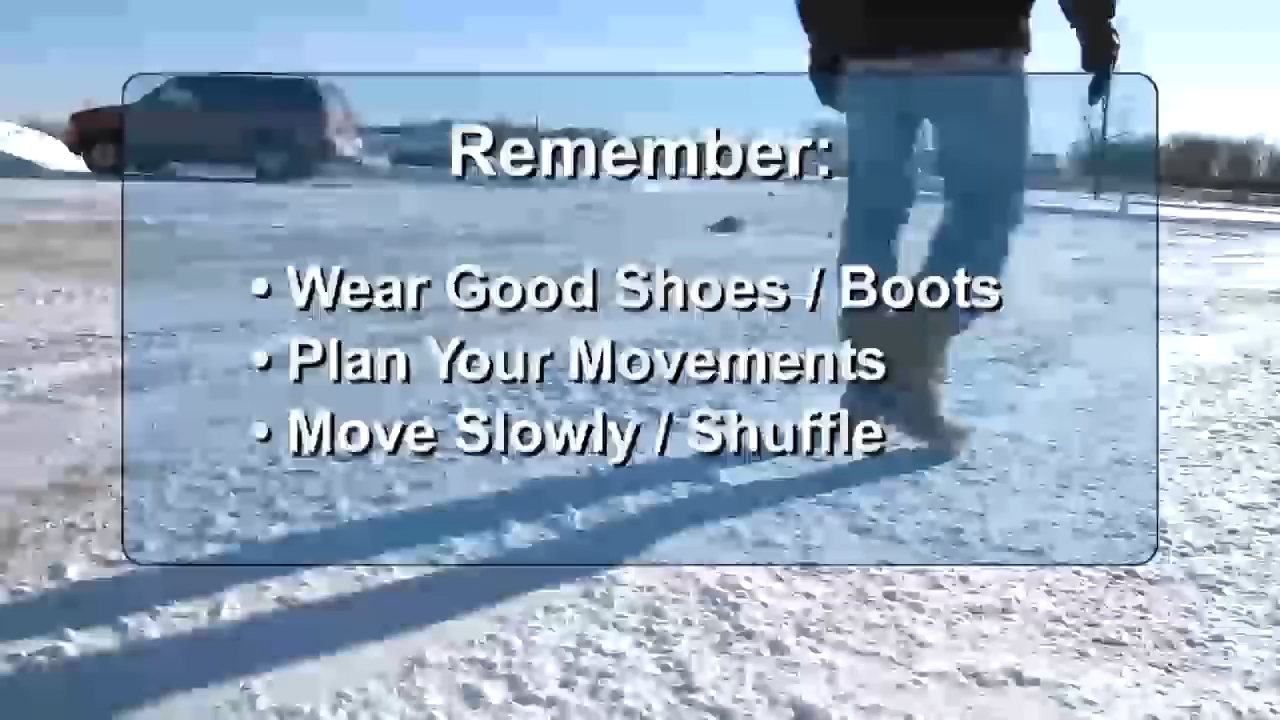 Remember:
• Wear Good Shoes / Boots
• Plan Your Movements
• Move Slowly / Shuffle